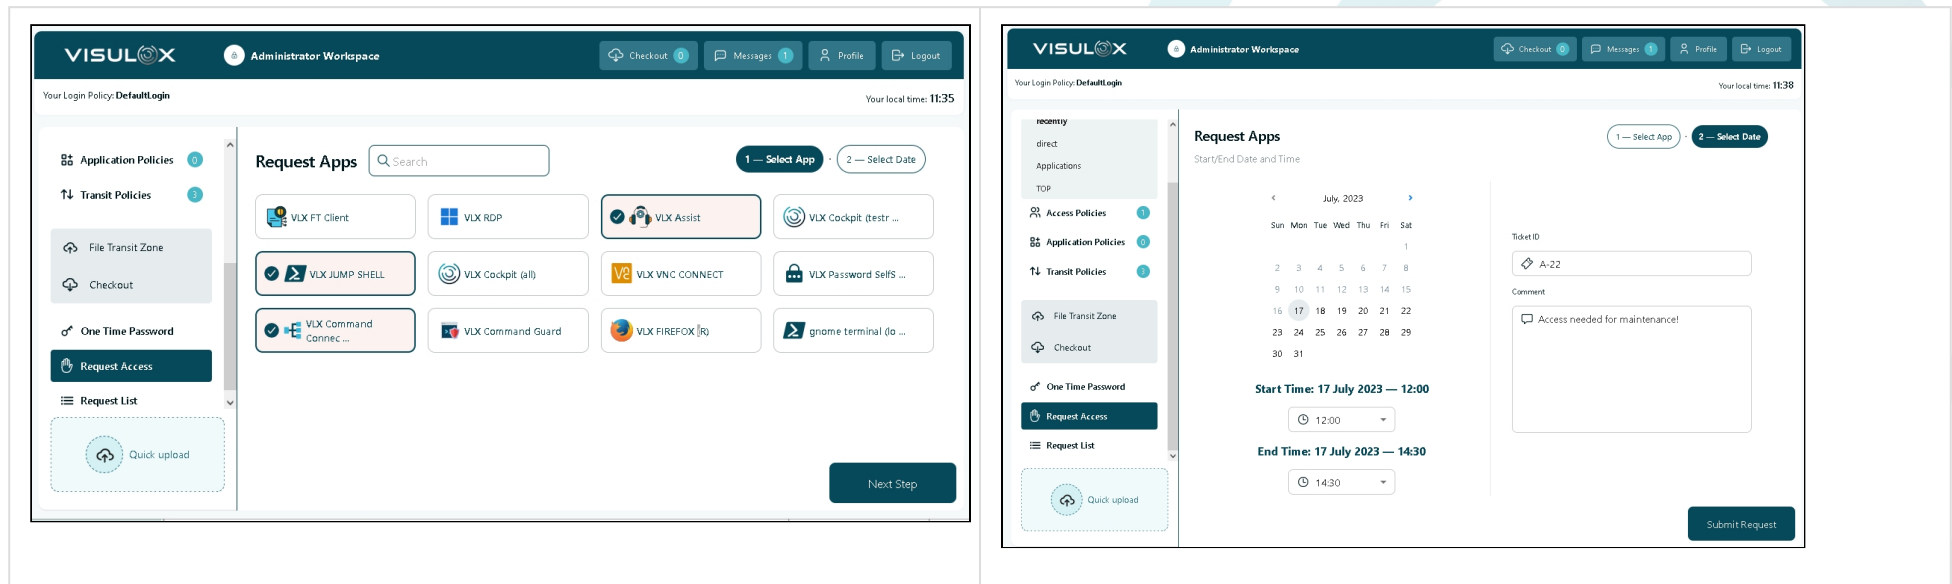 VISULOX
Administrator Workspace
Checkout 0
Messages 1
Profile
Logout
Your Login Policy: DefaultLogin
Your local time: 11:35
Application Policies 0
Transit Policies 3
File Transit Zone
Checkout
One Time Password
Request Access
Request List
Quick upload
Request Apps
Search
1 — Select App · 2 — Select Date
VLX FT Client
VLX RDP
VLX Assist
VLX Cockpit (testr ...
VLX JUMP SHELL
VLX Cockpit (all)
VLX VNC CONNECT
VLX Password SelfS ...
VLX Command
Connec ...
VLX Command Guard
VLX FIREFOX (R)
gnome terminal (lo ...
Next Step
VISULOX
Administrator Workspace
Checkout 0
Messages 1
Profile
Logout
Your Login Policy: DefaultLogin
Your local time: 11:38
recently
direct
Applications
TOP
Access Policies 1
Application Policies 0
Transit Policies 3
File Transit Zone
Checkout
One Time Password
Request Access
Request List
Quick upload
Request Apps
1 — Select App · 2 — Select Date
Start/End Date and Time
July, 2023
Sun Mon Tue Wed Thu Fri Sat
1
2 3 4 5 6 7 8
9 10 11 12 13 14 15
16 17 18 19 20 21 22
23 24 25 26 27 28 29
30 31
Start Time: 17 July 2023 — 12:00
12:00
End Time: 17 July 2023 — 14:30
14:30
Ticket ID
A-22
Comment
Access needed for maintenance!
Submit Request